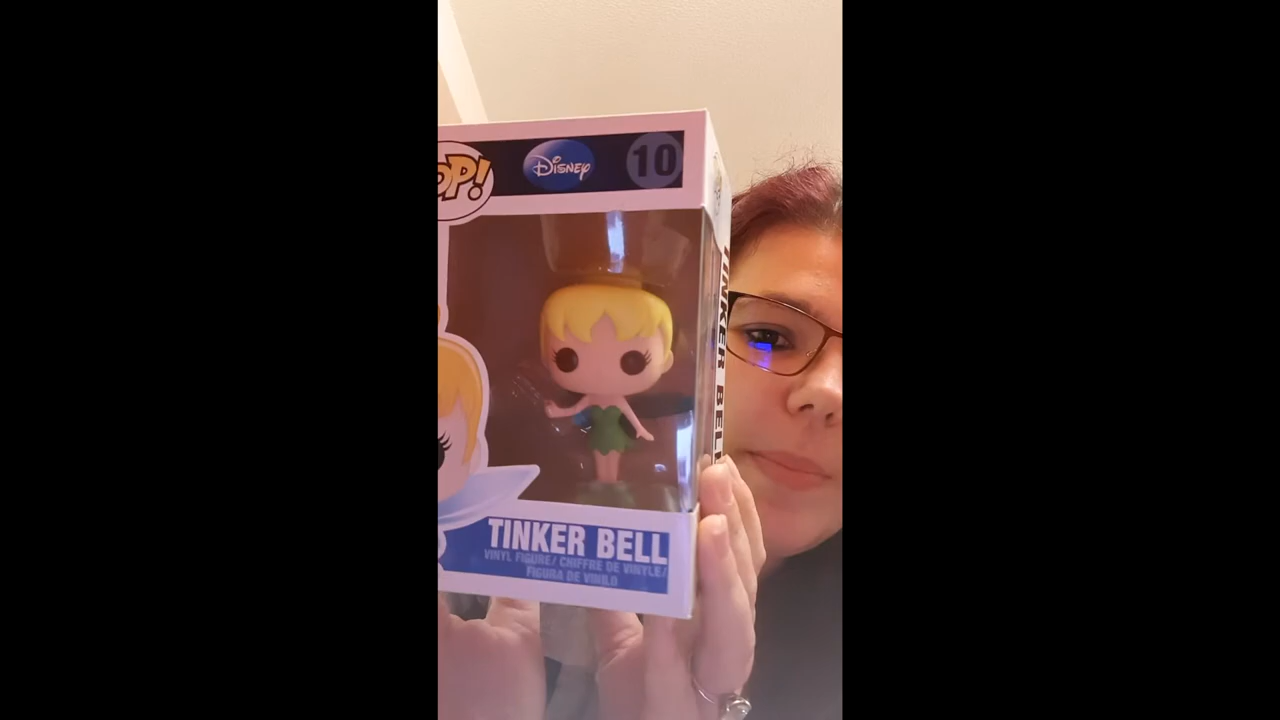 OP!
Disney
10
TINKER BELL
TINKER BELL
VINYL FIGURE/ CHIFFRE DE VINYLE/
FIGURA DE VINILO